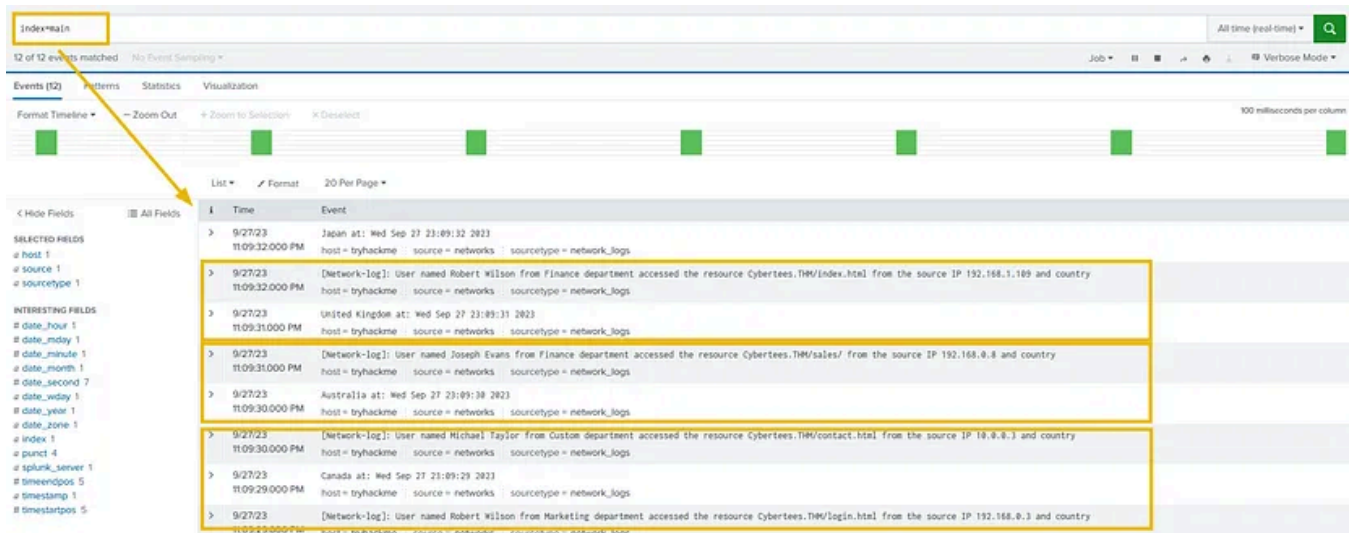 index=main
All time (real-time)
12 of 12 events matched No Event Sampling
Job Verbose Mode
Events (12) Patterns Statistics Visualization
Format Timeline – Zoom Out + Zoom to Selection × Deselect
100 milliseconds per column
List Format 20 Per Page
< Hide Fields All Fields
i Time Event
SELECTED FIELDS
a host 1
a source 1
a sourcetype 1
INTERESTING FIELDS
# date_hour 1
# date_mday 1
# date_minute 1
a date_month 1
# date_second 7
a date_wday 1
# date_year 1
a date_zone 1
a index 1
a punct 4
a splunk_server 1
# timeendpos 5
a timestamp 1
# timestartpos 5
> 9/27/23 Japan at: Wed Sep 27 23:09:32 2023
11:09:32.000 PM host = tryhackme source = networks sourcetype = network_logs
> 9/27/23 [Network-log]: User named Robert Wilson from Finance department accessed the resource Cybertees.THM/index.html from the source IP 192.168.1.109 and country
11:09:32.000 PM host = tryhackme source = networks sourcetype = network_logs
> 9/27/23 United Kingdom at: Wed Sep 27 23:09:31 2023
11:09:31.000 PM host = tryhackme source = networks sourcetype = network_logs
> 9/27/23 [Network-log]: User named Joseph Evans from Finance department accessed the resource Cybertees.THM/sales/ from the source IP 192.168.0.8 and country
11:09:31.000 PM host = tryhackme source = networks sourcetype = network_logs
> 9/27/23 Australia at: Wed Sep 27 23:09:30 2023
11:09:30.000 PM host = tryhackme source = networks sourcetype = network_logs
> 9/27/23 [Network-log]: User named Michael Taylor from Custom department accessed the resource Cybertees.THM/contact.html from the source IP 10.0.0.3 and country
11:09:30.000 PM host = tryhackme source = networks sourcetype = network_logs
> 9/27/23 Canada at: Wed Sep 27 23:09:29 2023
11:09:29.000 PM host = tryhackme source = networks sourcetype = network_logs
> 9/27/23 [Network-log]: User named Robert Wilson from Marketing department accessed the resource Cybertees.THM/login.html from the source IP 192.168.0.3 and country